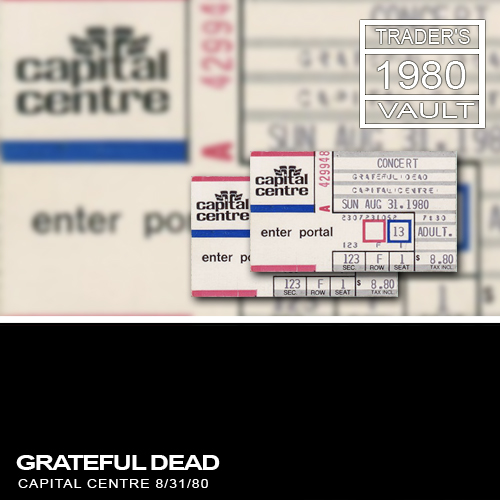 TRADER'S
1980
VAULT
capital
centre
429948
A
SUN AUG 31.198
enter po
capital
centre
enter po
123 F 1 $ 8.80
SEC. ROW SEAT TAX INCL.
capital
centre
A 429948
CONCERT
GRATEFUL DEAD
CAPITAL CENTRE
SUN AUG 31.1980
enter portal
13
ADULT.
7:30
123 F 1
123 F 1 $ 8.80
SEC. ROW SEAT TAX INCL.
GRATEFUL DEAD
CAPITAL CENTRE 8/31/80